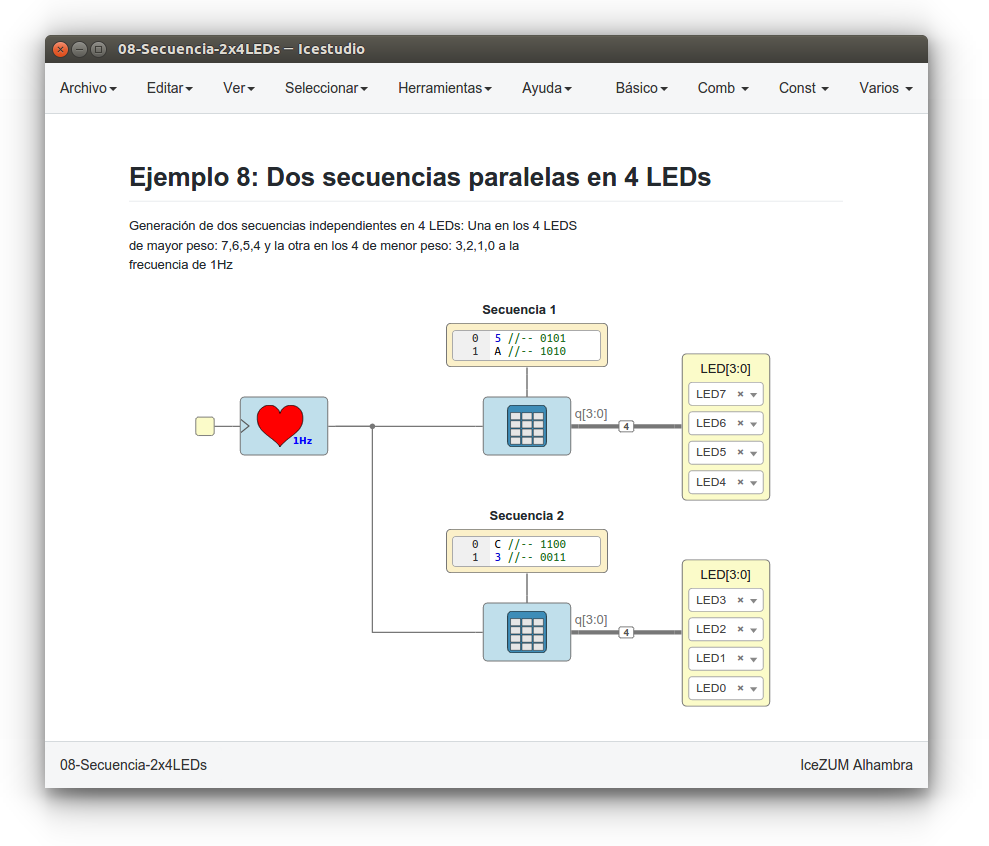 08-Secuencia-2x4LEDs — Icestudio
Archivo Editar Ver Seleccionar Herramientas Ayuda Básico Comb Const Varios
Ejemplo 8: Dos secuencias paralelas en 4 LEDs
Generación de dos secuencias independientes en 4 LEDs: Una en los 4 LEDS
de mayor peso: 7,6,5,4 y la otra en los 4 de menor peso: 3,2,1,0 a la
frecuencia de 1Hz
Secuencia 1
0 5 //-- 0101
1 A //-- 1010
1Hz
q[3:0]
4
LED[3:0]
LED7
LED6
LED5
LED4
Secuencia 2
0 C //-- 1100
1 3 //-- 0011
q[3:0]
4
LED[3:0]
LED3
LED2
LED1
LED0
08-Secuencia-2x4LEDs
IceZUM Alhambra